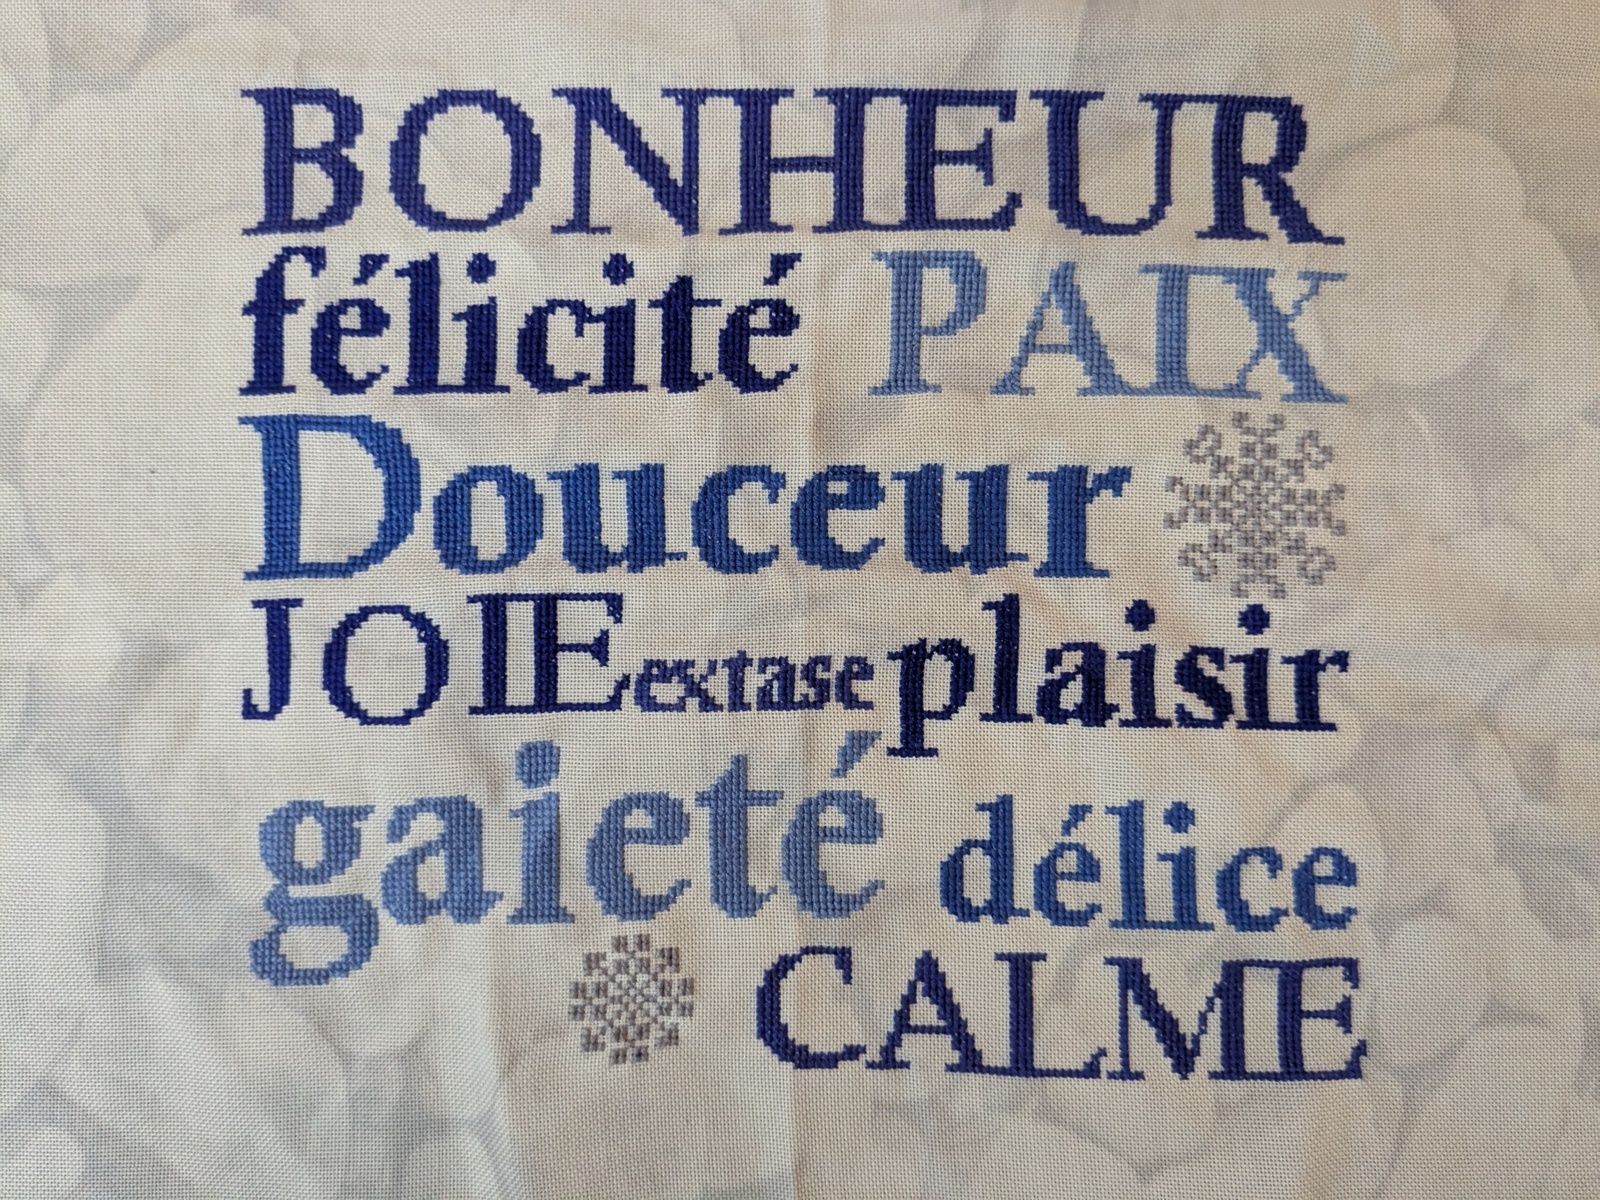 BONHEUR
félicité PAIX
Douceur
JOIE extase plaisir
gaieté délice
CALME